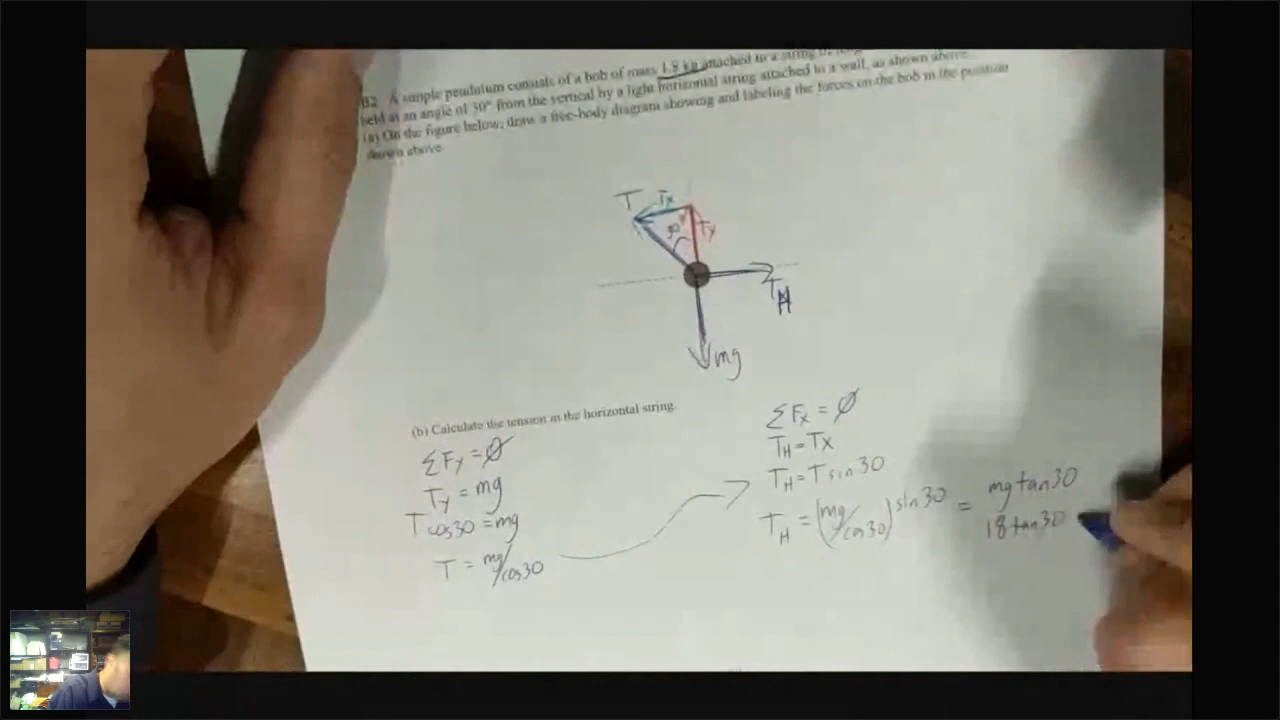 B2 A simple pendulum consists of a bob of mass 1.8 kg attached to a string of
held at an angle of 30° from the vertical by a light horizontal string attached to a wall, as shown above.
(a) On the figure below, draw a free-body diagram showing and labeling the forces on the bob in the position
shown above.
T Tx
30° Ty
TH
mg
(b) Calculate the tension in the horizontal string.
ΣFy = Ø
Ty = mg
T cos30 = mg
T = mg/cos30
ΣFx = Ø
TH = Tx
TH = T sin 30
TH = (mg/cos30) sin30 = mg tan30
18 tan30